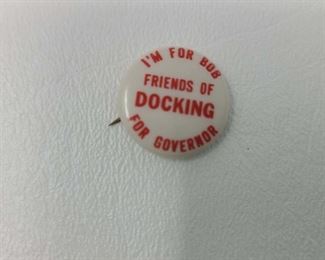 I'M FOR BOB
FRIENDS OF
DOCKING
FOR GOVERNOR